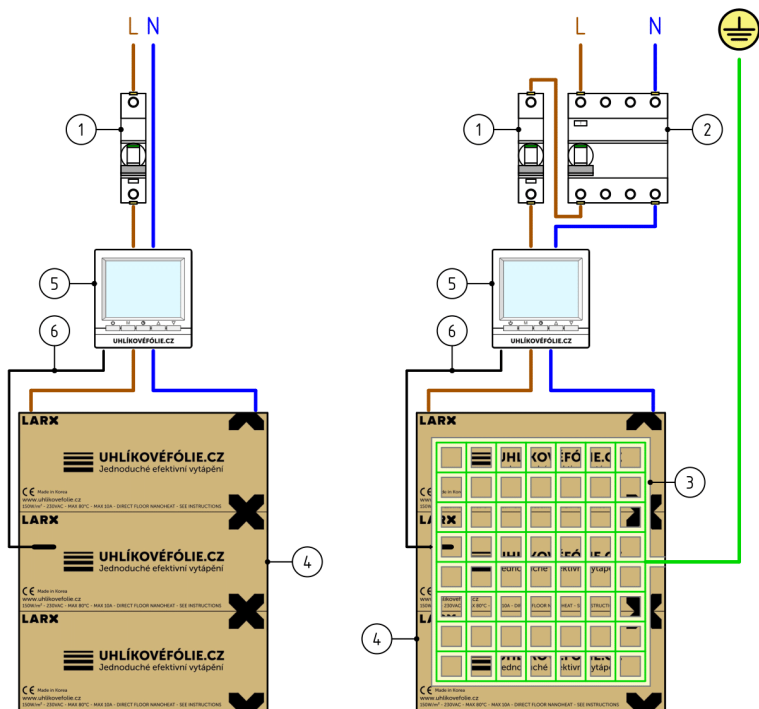 L N
1
5
UHLÍKOVÉFÓLIE.CZ
6
LARX
UHLÍKOVÉFÓLIE.CZ
Jednoduché efektivní vytápění
CE Made in Korea
www.uhlikovefolie.cz
150W/m² - 230VAC - MAX 80°C - MAX 10A - DIRECT FLOOR NANOHEAT - SEE INSTRUCTIONS
LARX
UHLÍKOVÉFÓLIE.CZ
Jednoduché efektivní vytápění
CE Made in Korea
www.uhlikovefolie.cz
150W/m² - 230VAC - MAX 80°C - MAX 10A - DIRECT FLOOR NANOHEAT - SEE INSTRUCTIONS
4
LARX
UHLÍKOVÉFÓLIE.CZ
Jednoduché efektivní vytápění
CE Made in Korea
www.uhlikovefolie.cz
150W/m² - 230VAC - MAX 80°C - MAX 10A - DIRECT FLOOR NANOHEAT - SEE INSTRUCTIONS
L N
1
2
5
UHLÍKOVÉFÓLIE.CZ
6
LARX
3
4
LARX
CE Made in Korea
www.uhlikovefolie.cz
150W/m² - 230VAC - MAX 80°C - MAX 10A - DIRECT FLOOR NANOHEAT - SEE INSTRUCTIONS